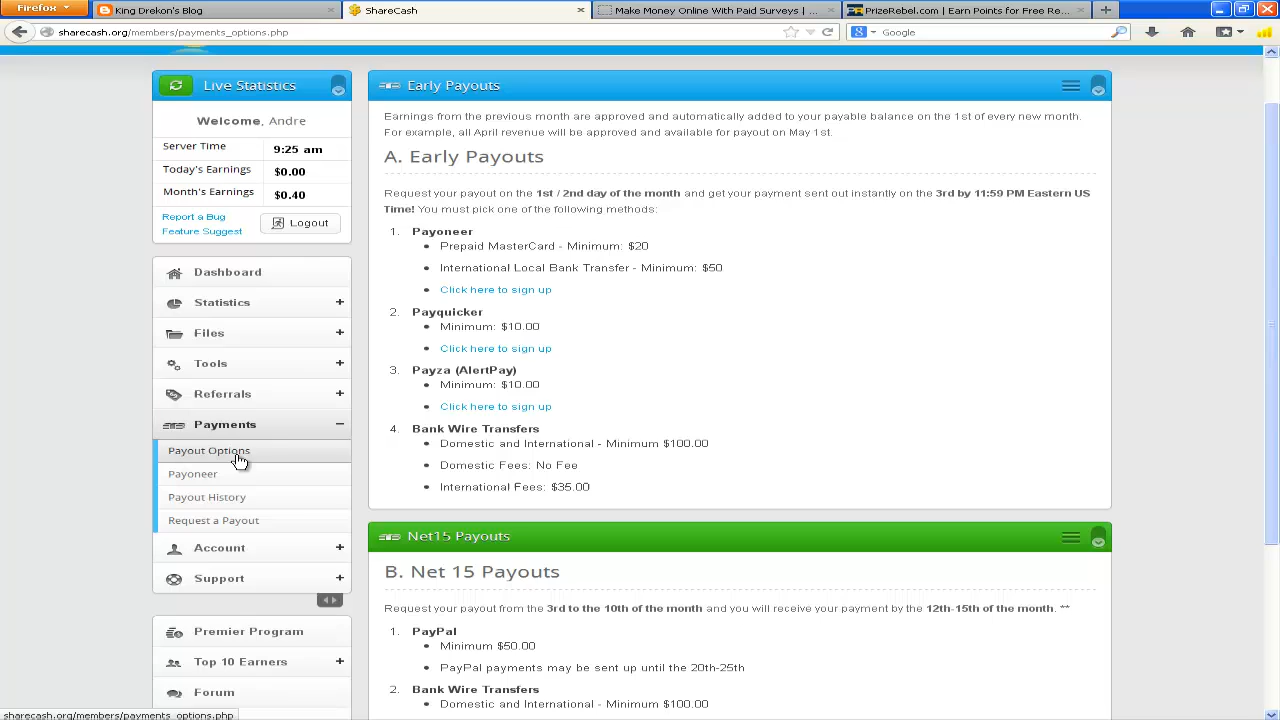 Firefox
King Drekon's Blog
ShareCash
Make Money Online With Paid Surveys | ...
PrizeRebel.com | Earn Points for Free Re...
sharecash.org/members/payments_options.php
Google
Live Statistics
Welcome, Andre
Server Time 9:25 am
Today's Earnings $0.00
Month's Earnings $0.40
Report a Bug
Feature Suggest
Logout
Dashboard
Statistics +
Files +
Tools +
Referrals +
Payments −
Payout Options
Payoneer
Payout History
Request a Payout
Account +
Support +
Premier Program
Top 10 Earners +
Forum
sharecash.org/members/payments_options.php
Early Payouts
Earnings from the previous month are approved and automatically added to your payable balance on the 1st of every new month.
For example, all April revenue will be approved and available for payout on May 1st.
A. Early Payouts
Request your payout on the 1st / 2nd day of the month and get your payment sent out instantly on the 3rd by 11:59 PM Eastern US
Time! You must pick one of the following methods:
1. Payoneer
• Prepaid MasterCard - Minimum: $20
• International Local Bank Transfer - Minimum: $50
• Click here to sign up
2. Payquicker
• Minimum: $10.00
• Click here to sign up
3. Payza (AlertPay)
• Minimum: $10.00
• Click here to sign up
4. Bank Wire Transfers
• Domestic and International - Minimum $100.00
• Domestic Fees: No Fee
• International Fees: $35.00
Net15 Payouts
B. Net 15 Payouts
Request your payout from the 3rd to the 10th of the month and you will receive your payment by the 12th-15th of the month. **
1. PayPal
• Minimum $50.00
• PayPal payments may be sent up until the 20th-25th
2. Bank Wire Transfers
• Domestic and International - Minimum $100.00